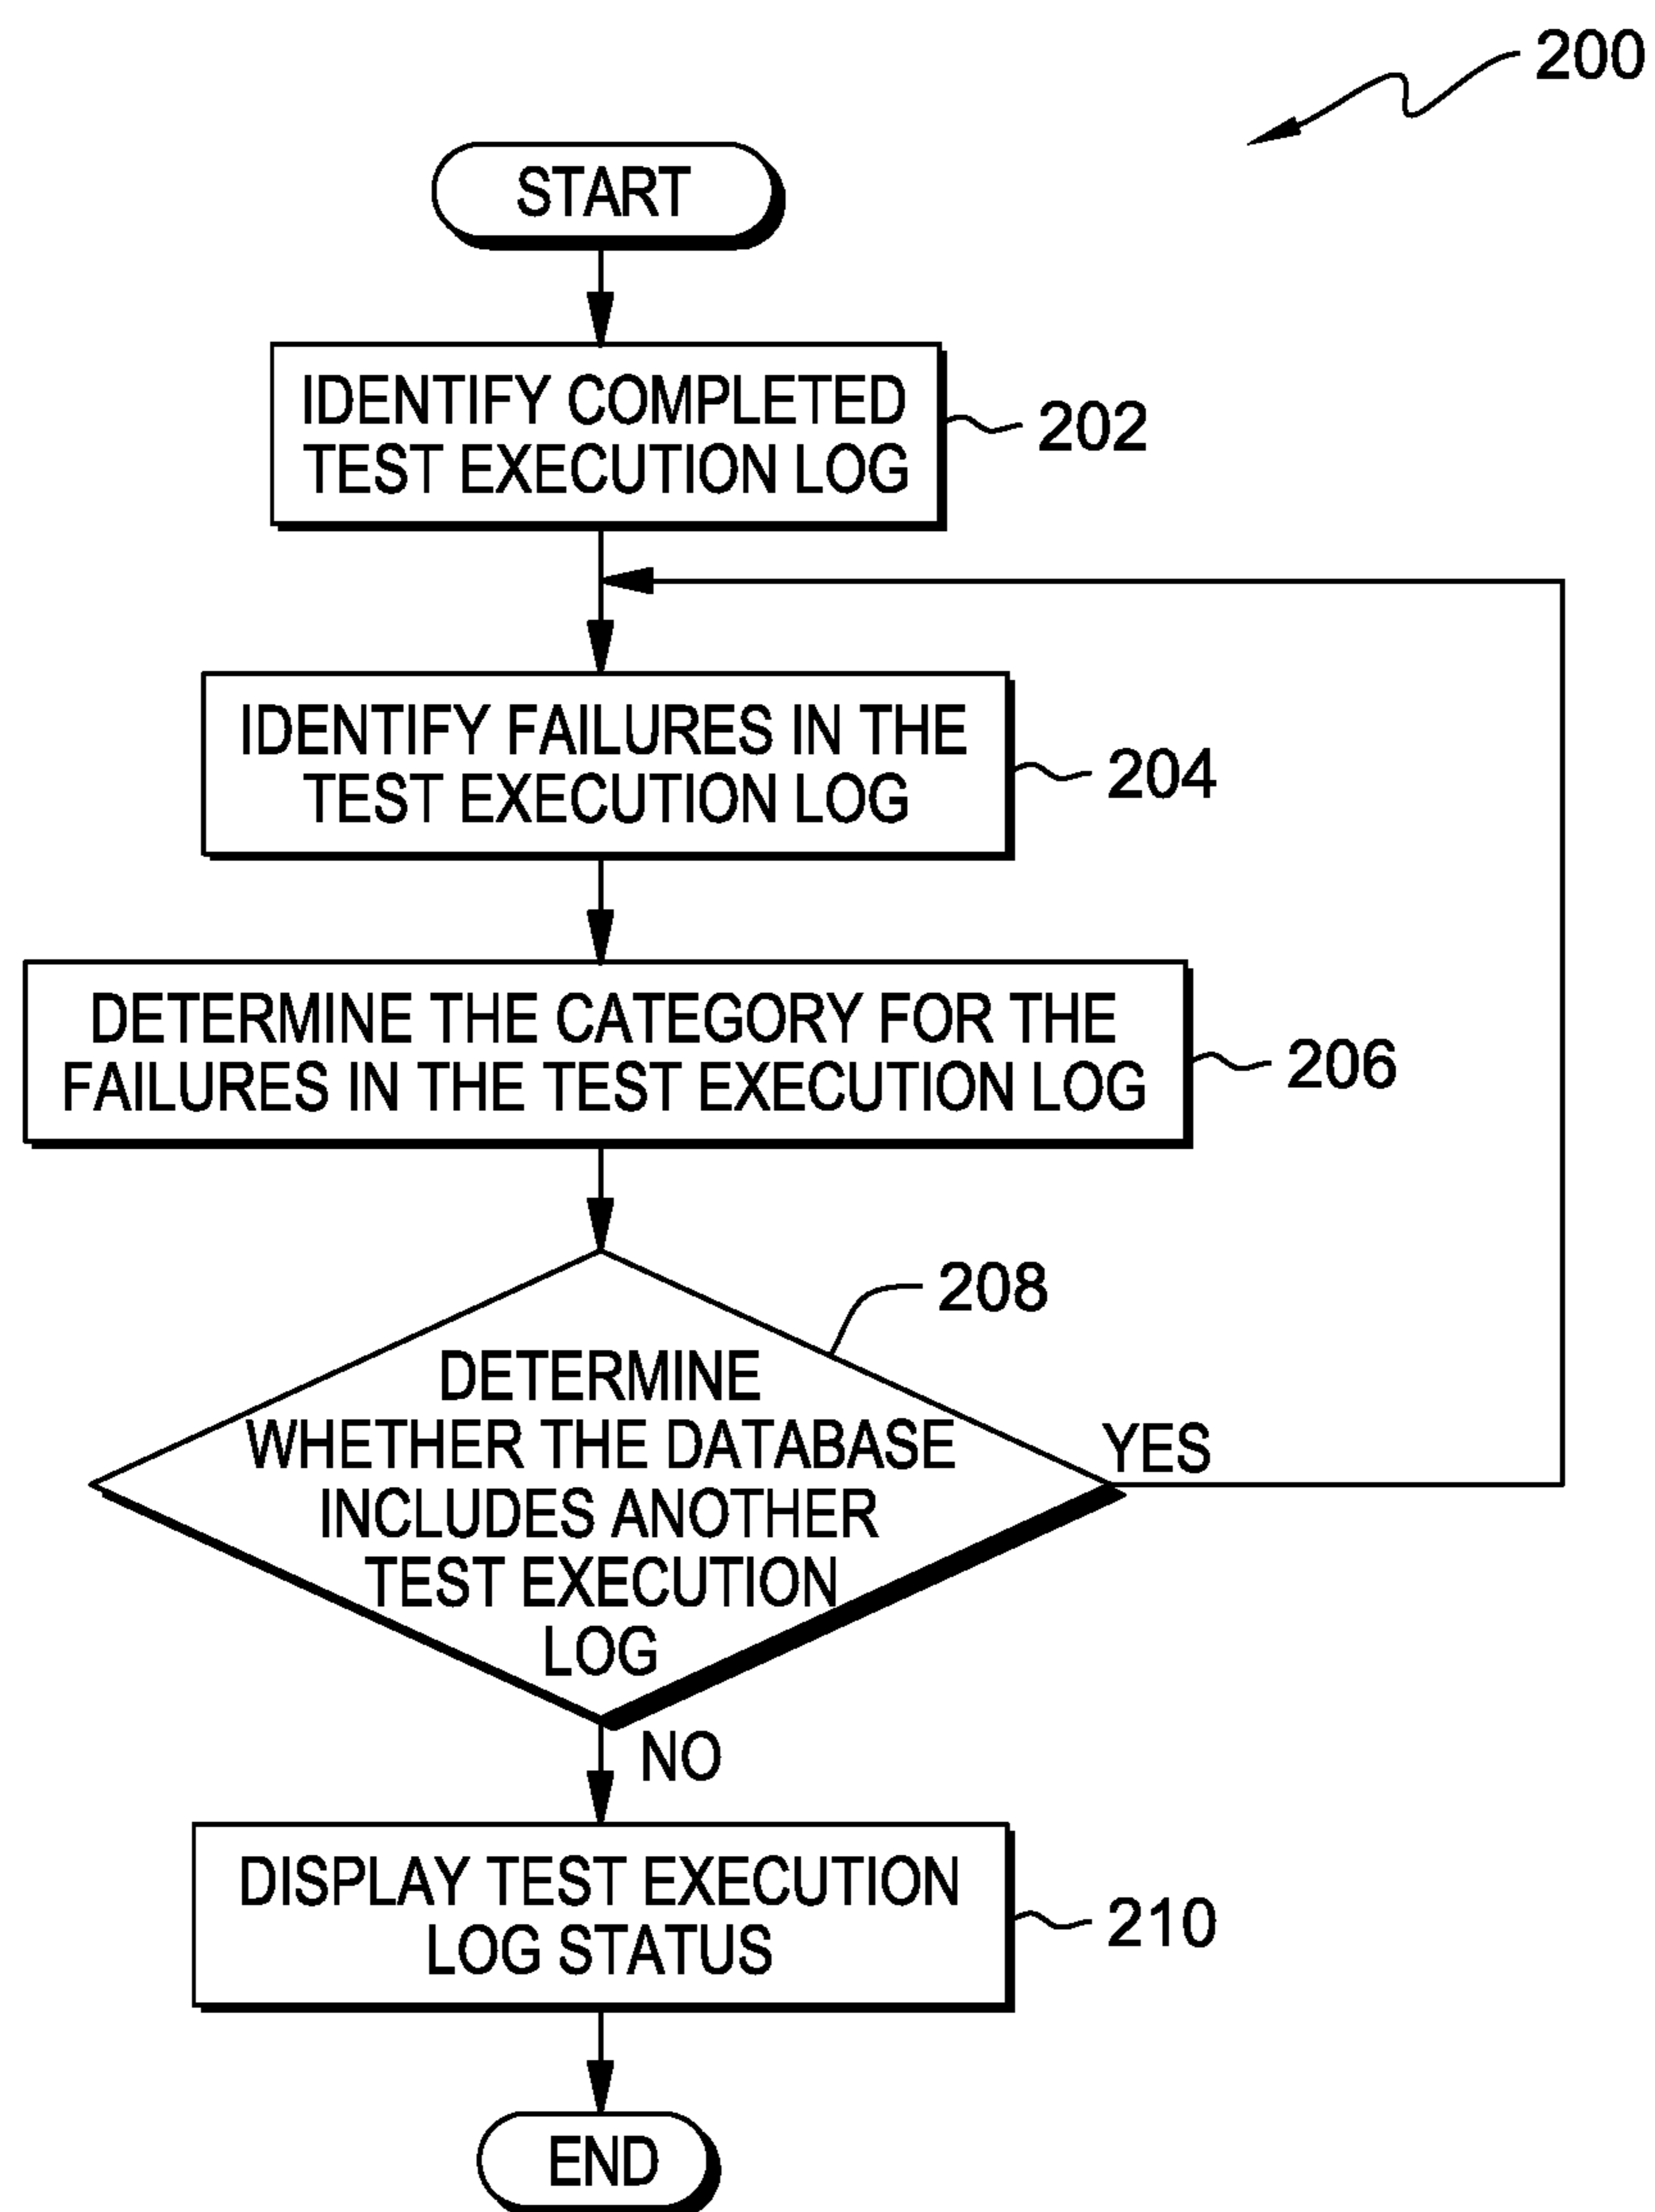 200
START
IDENTIFY COMPLETED
TEST EXECUTION LOG
202
IDENTIFY FAILURES IN THE
TEST EXECUTION LOG
204
DETERMINE THE CATEGORY FOR THE
FAILURES IN THE TEST EXECUTION LOG
206
208
DETERMINE
WHETHER THE DATABASE
INCLUDES ANOTHER
TEST EXECUTION
LOG
YES
NO
DISPLAY TEST EXECUTION
LOG STATUS
210
END